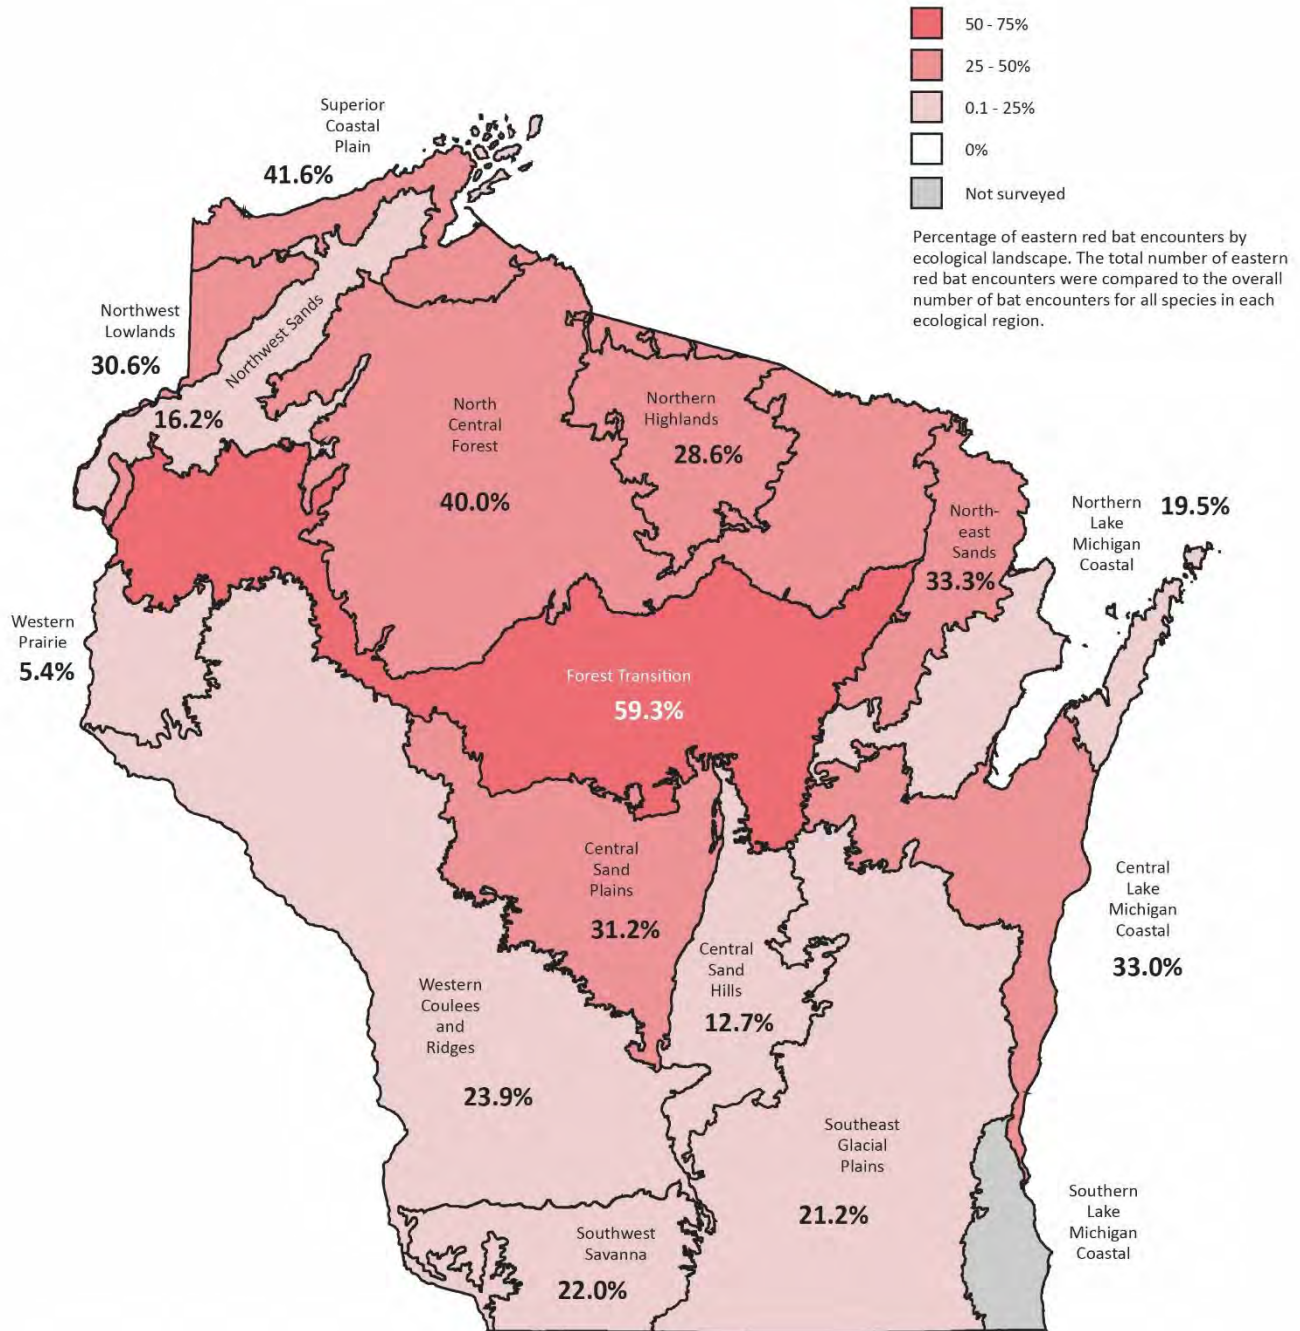 50 - 75%
25 - 50%
0.1 - 25%
0%
Not surveyed
Percentage of eastern red bat encounters by
ecological landscape. The total number of eastern
red bat encounters were compared to the overall
number of bat encounters for all species in each
ecological region.
Superior
Coastal
Plain
41.6%
Northwest
Lowlands
30.6%
Northwest Sands
16.2%
North
Central
Forest
40.0%
Northern
Highlands
28.6%
North-
east
Sands
33.3%
Northern
Lake
Michigan
Coastal
19.5%
Western
Prairie
5.4%
Forest Transition
59.3%
Central
Sand
Plains
31.2%
Central
Sand
Hills
12.7%
Central
Lake
Michigan
Coastal
33.0%
Western
Coulees
and
Ridges
23.9%
Southeast
Glacial
Plains
21.2%
Southern
Lake
Michigan
Coastal
Southwest
Savanna
22.0%